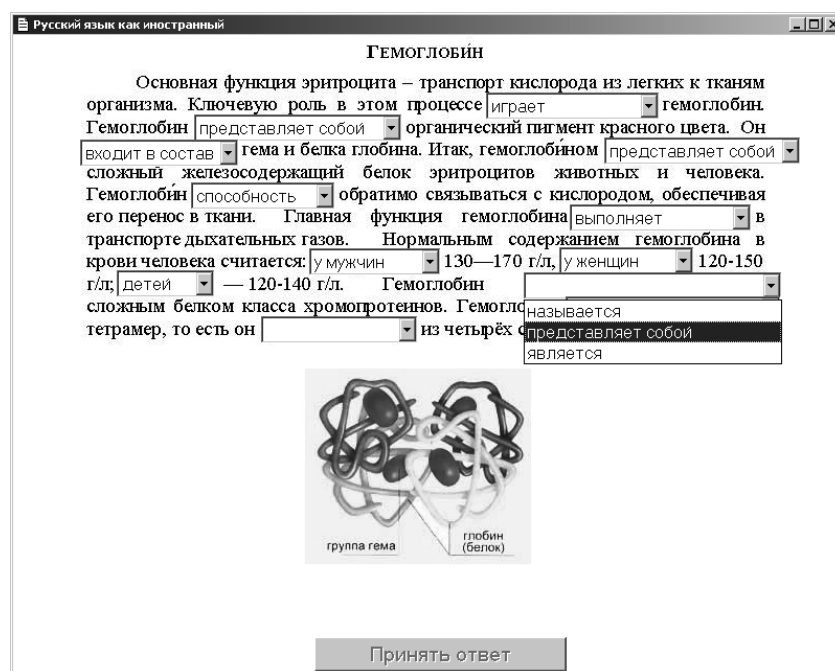 Русский язык как иностранный
ГЕМОГЛОБИ́Н
Основная функция эритроцита – транспорт кислорода из легких к тканям
организма. Ключевую роль в этом процессе играет гемоглобин.
Гемоглобин представляет собой органический пигмент красного цвета. Он
входит в состав гема и белка глобина. Итак, гемоглоби́ном представляет собой
сложный железосодержащий белок эритроцитов животных и человека.
Гемоглоби́н способность обратимо связываться с кислородом, обеспечивая
его перенос в ткани. Главная функция гемоглобина выполняет в
транспорте дыхательных газов. Нормальным содержанием гемоглобина в
крови человека считается: у мужчин 130—170 г/л, у женщин 120-150
г/л; детей — 120-140 г/л. Гемоглобин
сложным белком класса хромопротеинов.
называется
тетрамер, то есть он из четырёх
представляет собой
является
группа гема
глобин
(белок)
Принять ответ